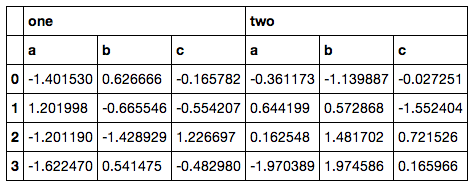 one two
a b c a b c
0 -1.401530 0.626666 -0.165782 -0.361173 -1.139887 -0.027251
1 1.201998 -0.665546 -0.554207 0.644199 0.572868 -1.552404
2 -1.201190 -1.428929 1.226697 0.162548 1.481702 0.721526
3 -1.622470 0.541475 -0.482980 -1.970389 1.974586 0.165966